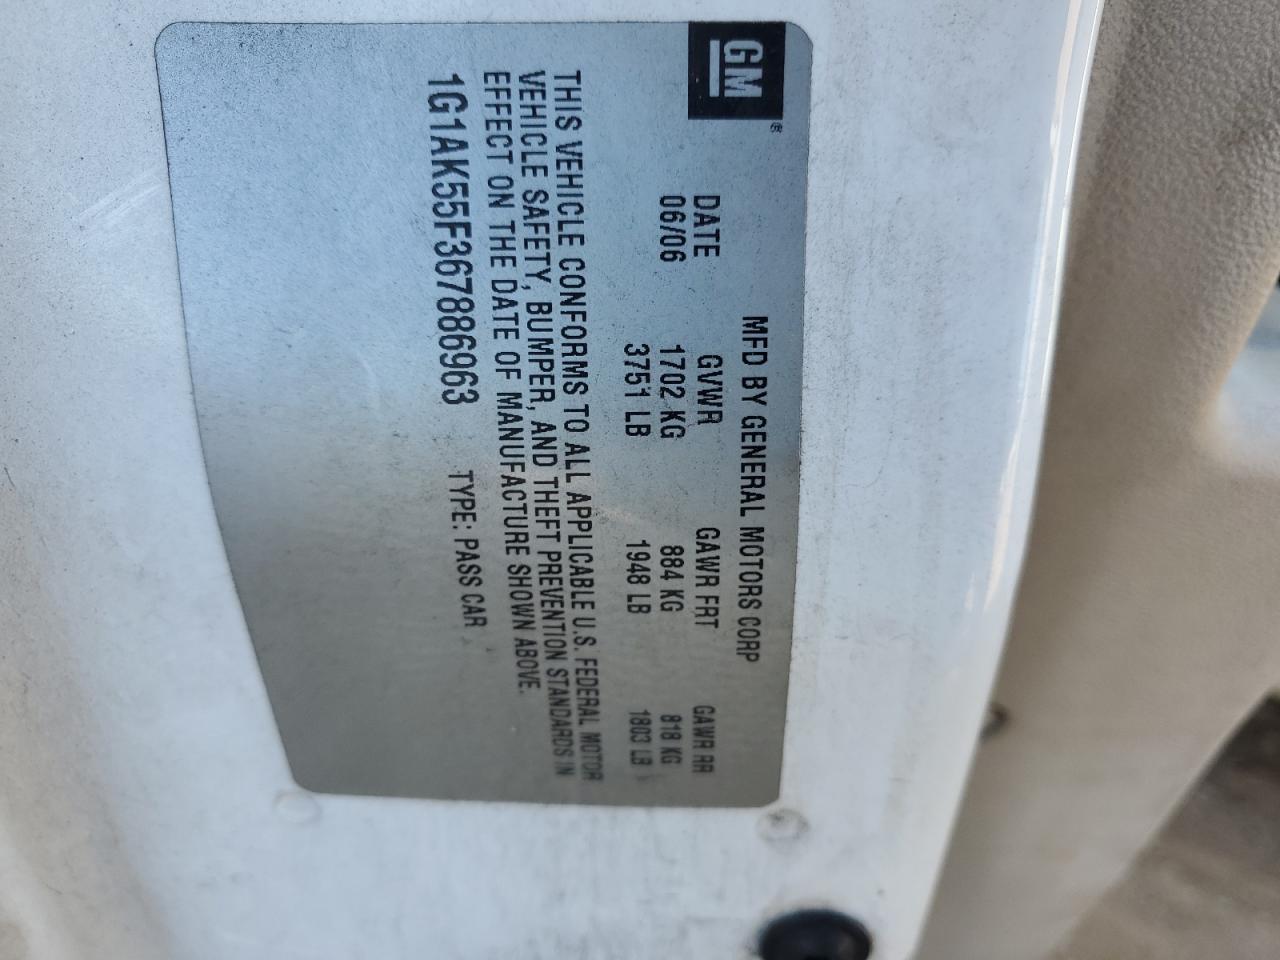 GM®
MFD BY GENERAL MOTORS CORP
DATE GVWR GAWR FRT GAWR RR
06/06 1702 KG 884 KG 818 KG
3751 LB 1948 LB 1803 LB
THIS VEHICLE CONFORMS TO ALL APPLICABLE U.S. FEDERAL MOTOR
VEHICLE SAFETY, BUMPER, AND THEFT PREVENTION STANDARDS IN
EFFECT ON THE DATE OF MANUFACTURE SHOWN ABOVE.
1G1AK55F367886963 TYPE: PASS CAR